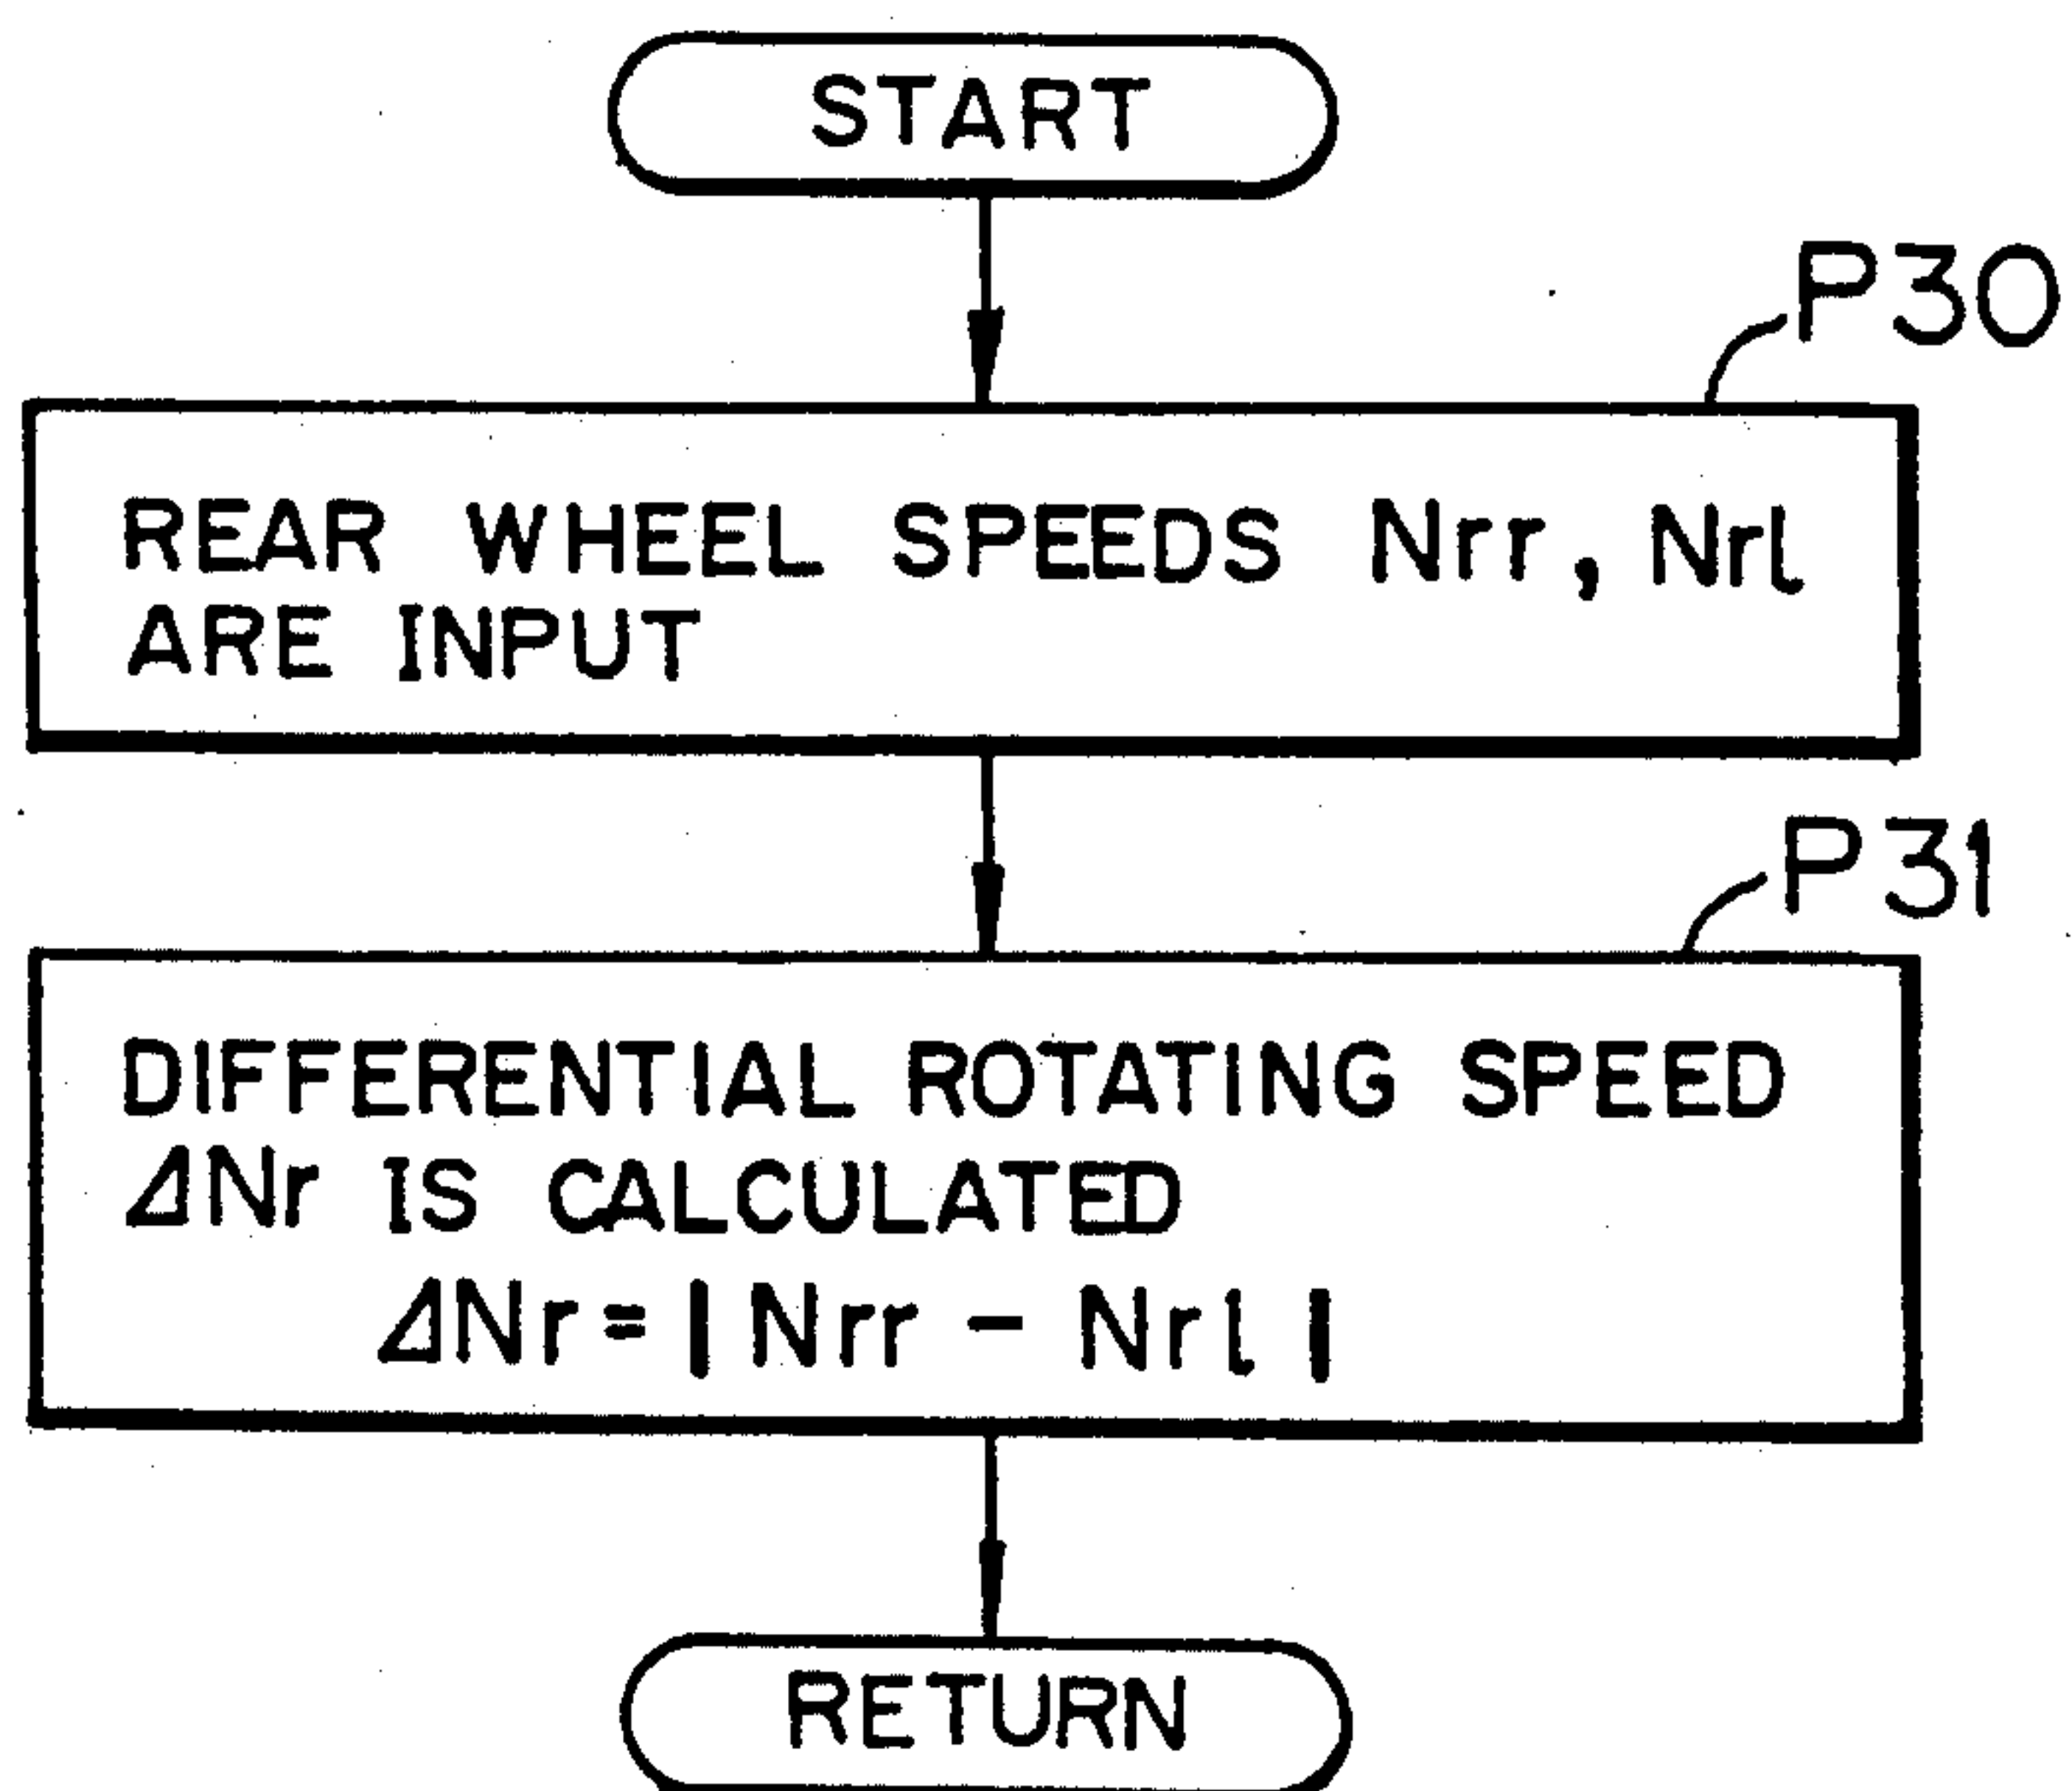 START
P30
REAR WHEEL SPEEDS Nrr, Nrl
ARE INPUT
P31
DIFFERENTIAL ROTATING SPEED
ΔNr IS CALCULATED
ΔNr = | Nrr - Nrl |
RETURN